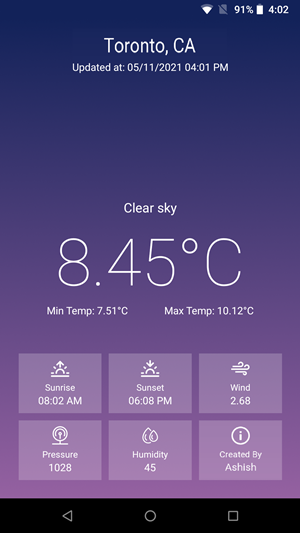 91% 4:02
Toronto, CA
Updated at: 05/11/2021 04:01 PM
Clear sky
8.45°C
Min Temp: 7.51°C Max Temp: 10.12°C
Sunrise Sunset Wind
08:02 AM 06:08 PM 2.68
Pressure Humidity Created By
1028 45 Ashish